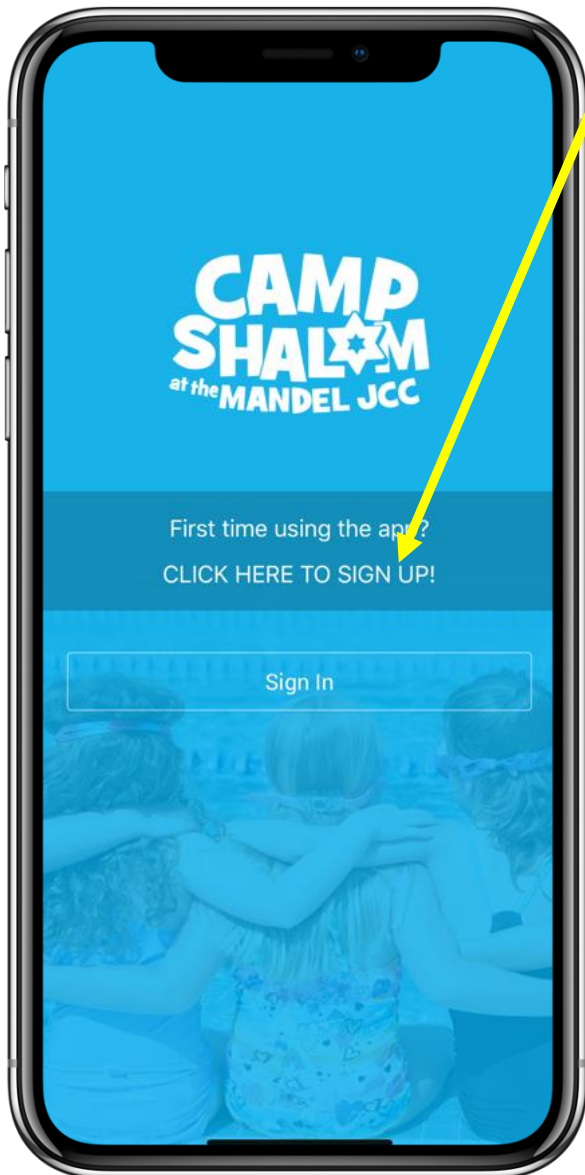 CAMP
SHALOM
at the MANDEL JCC
First time using the app?
CLICK HERE TO SIGN UP!
Sign In